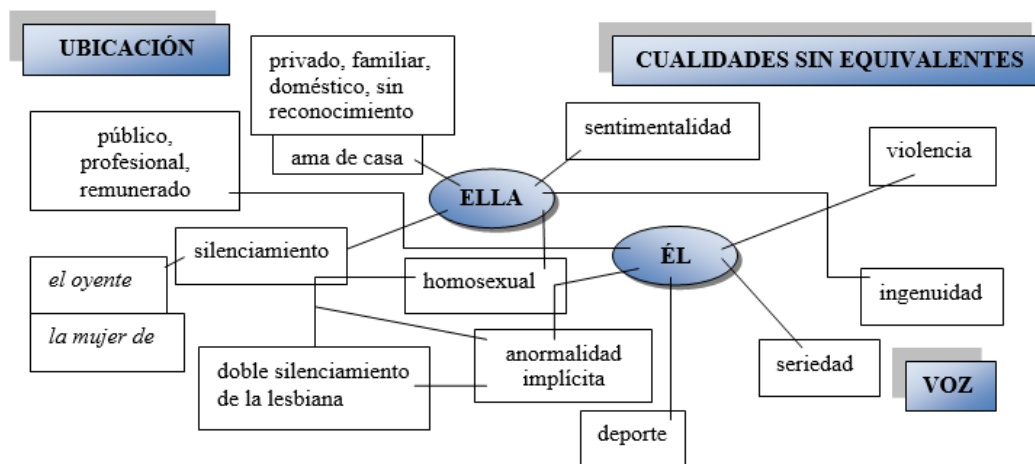 UBICACIÓN
CUALIDADES SIN EQUIVALENTES
privado, familiar,
doméstico, sin
reconocimiento
ama de casa
público,
profesional,
remunerado
sentimentalidad
violencia
ELLA
ÉL
silenciamiento
el oyente
la mujer de
homosexual
ingenuidad
anormalidad
implícita
doble silenciamiento
de la lesbiana
seriedad
VOZ
deporte